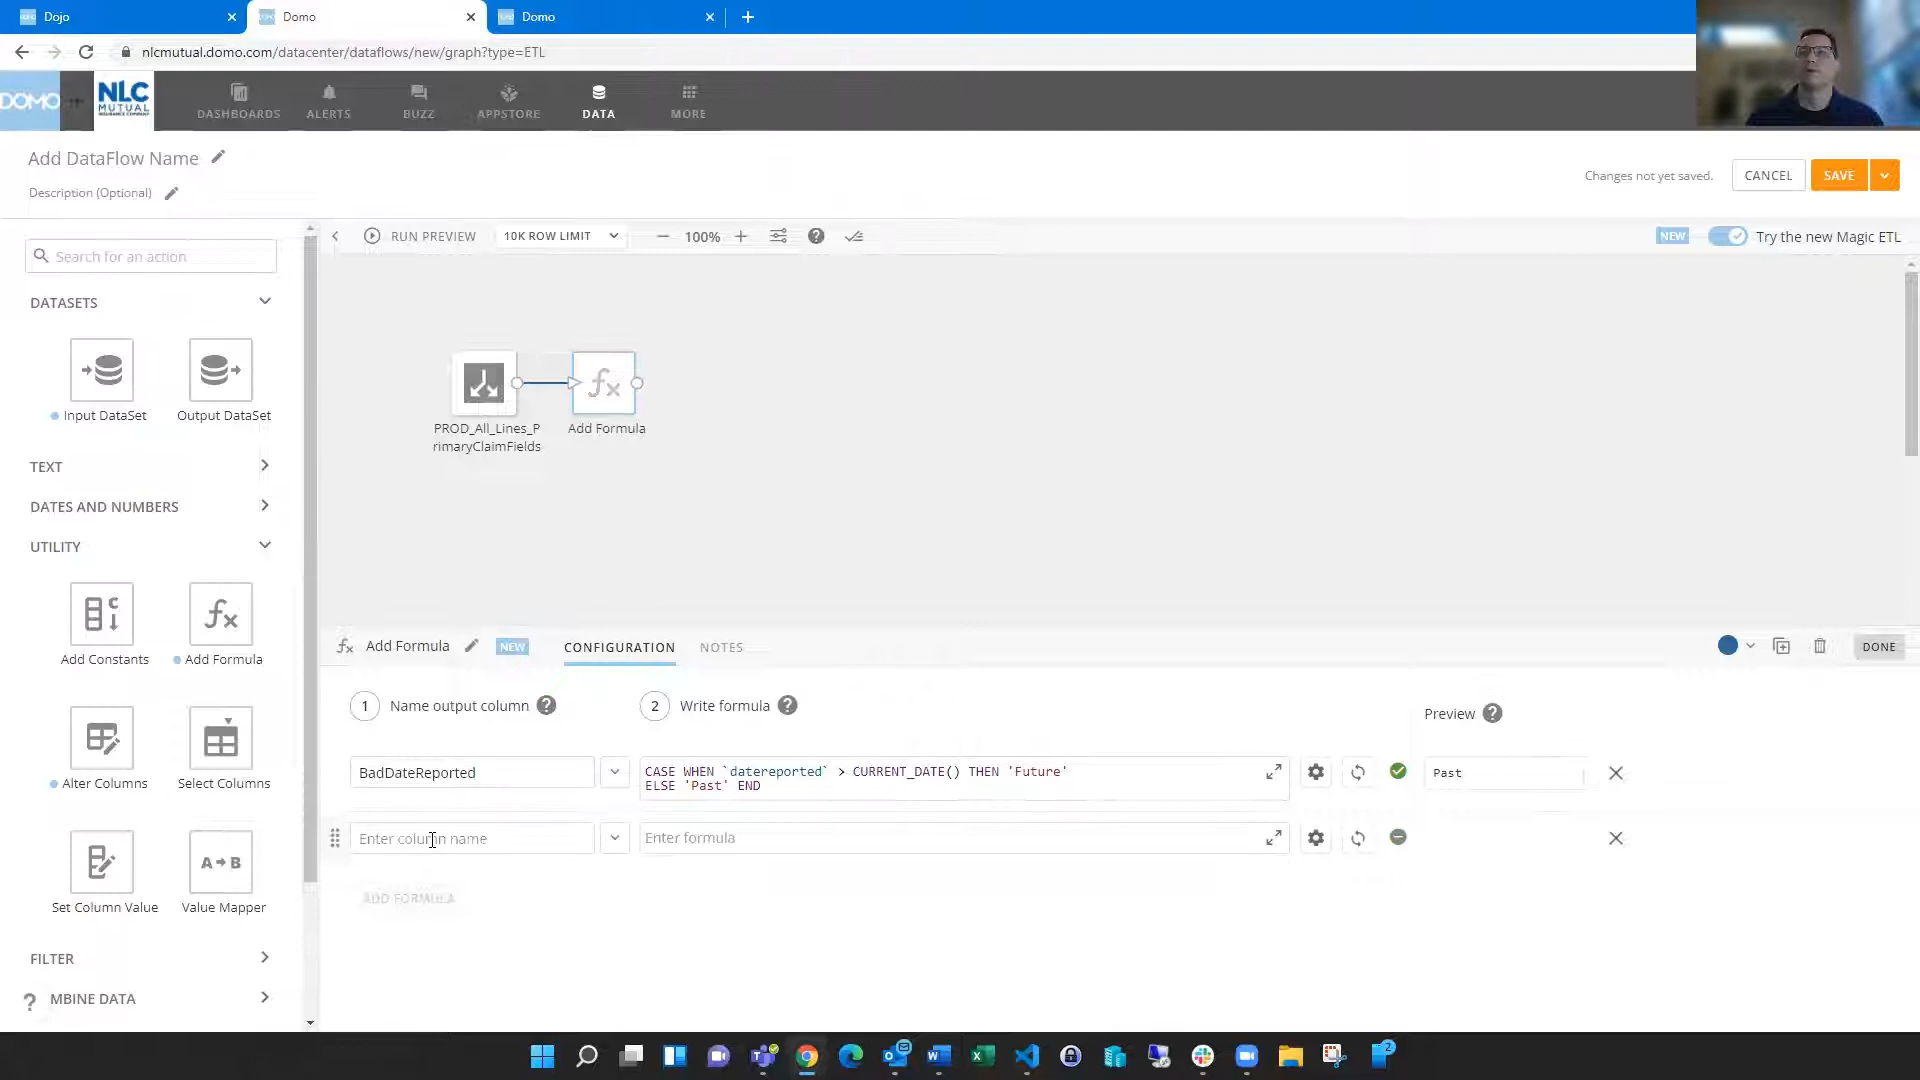 Dojo
Domo
Domo
nlcmutual.domo.com/datacenter/dataflows/new/graph?type=ETL
DOMO
NLC
MUTUAL
INSURANCE COMPANY
DASHBOARDS
ALERTS
BUZZ
APPSTORE
DATA
MORE
Add DataFlow Name
Description (Optional)
Changes not yet saved.
CANCEL
SAVE
Search for an action
RUN PREVIEW
10K ROW LIMIT
100%
NEW
Try the new Magic ETL
DATASETS
Input DataSet
Output DataSet
TEXT
DATES AND NUMBERS
UTILITY
Add Constants
Add Formula
Alter Columns
Select Columns
Set Column Value
A→B
Value Mapper
FILTER
MBINE DATA
PROD_All_Lines_P
rimaryClaimFields
fx
Add Formula
fx Add Formula
NEW
CONFIGURATION
NOTES
DONE
1 Name output column
2 Write formula
Preview
BadDateReported
CASE WHEN `datereported` > CURRENT_DATE() THEN 'Future'
ELSE 'Past' END
Past
Enter column name
Enter formula
ADD FORMULA
2